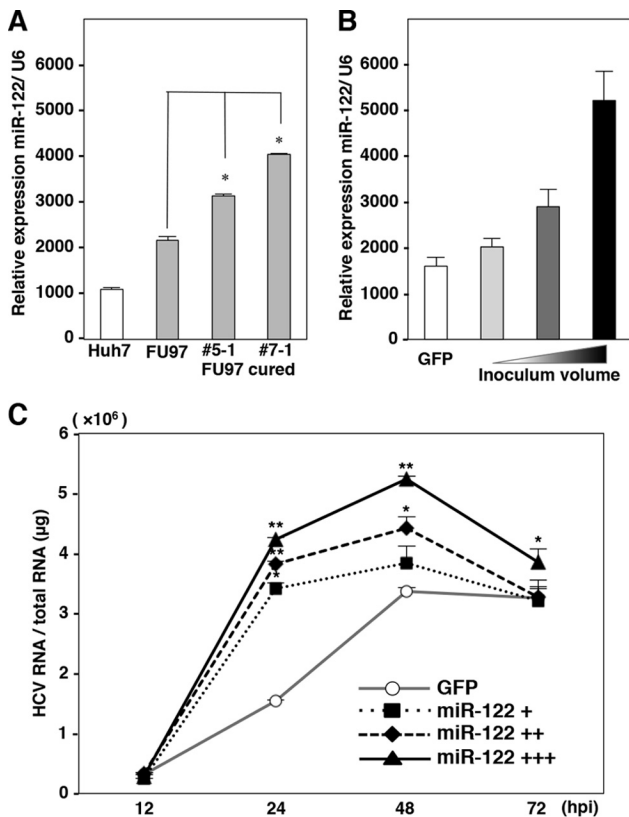 A
Relative expression miR-122/ U6
6000
5000
4000
3000
2000
1000
0
*
*
Huh7
FU97
#5-1
#7-1
FU97 cured
B
Relative expression miR-122/ U6
6000
5000
4000
3000
2000
1000
0
GFP
Inoculum volume
C
(×10⁶)
HCV RNA / total RNA (µg)
6
5
4
3
2
1
0
**
**
*
**
*
*
GFP
miR-122 +
miR-122 ++
miR-122 +++
12
24
48
72
(hpi)